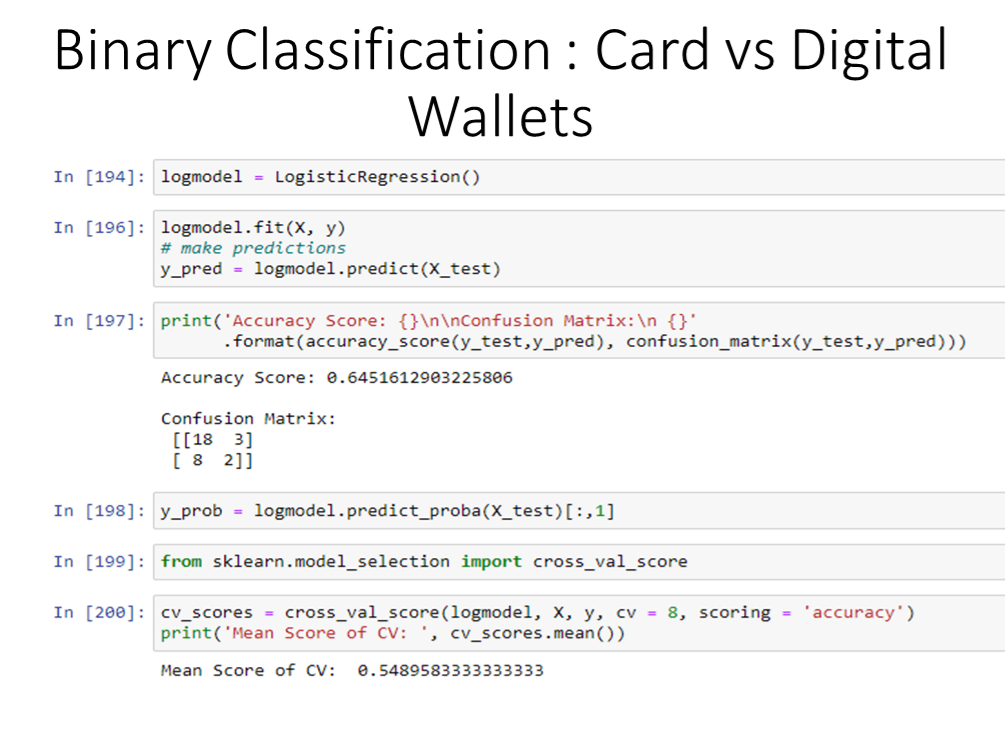 Binary Classification : Card vs Digital
Wallets
In [194]: logmodel = LogisticRegression()
In [196]: logmodel.fit(X, y)
# make predictions
y_pred = logmodel.predict(X_test)
In [197]: print('Accuracy Score: {}\n\nConfusion Matrix:\n {}'
.format(accuracy_score(y_test,y_pred), confusion_matrix(y_test,y_pred)))
Accuracy Score: 0.6451612903225806
Confusion Matrix:
[[18  3]
[ 8  2]]
In [198]: y_prob = logmodel.predict_proba(X_test)[:,1]
In [199]: from sklearn.model_selection import cross_val_score
In [200]: cv_scores = cross_val_score(logmodel, X, y, cv = 8, scoring = 'accuracy')
print('Mean Score of CV: ', cv_scores.mean())
Mean Score of CV:  0.5489583333333333